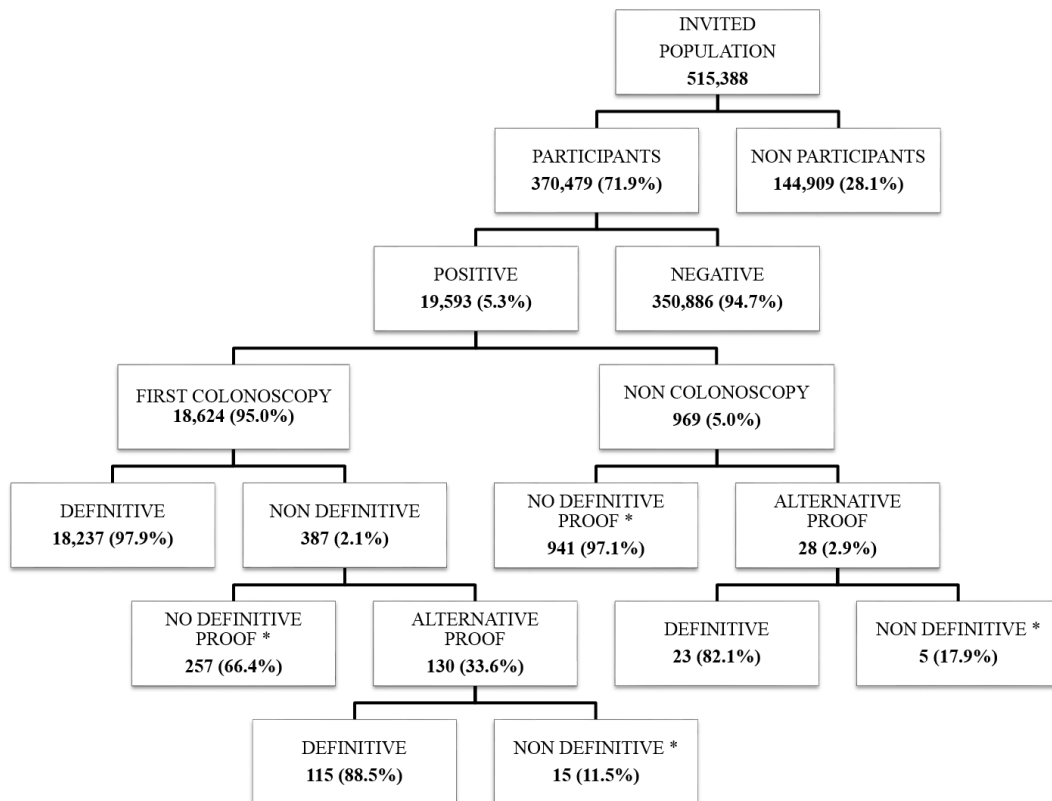 INVITED
POPULATION
515,388
PARTICIPANTS
370,479 (71.9%)
NON PARTICIPANTS
144,909 (28.1%)
POSITIVE
19,593 (5.3%)
NEGATIVE
350,886 (94.7%)
FIRST COLONOSCOPY
18,624 (95.0%)
NON COLONOSCOPY
969 (5.0%)
DEFINITIVE
18,237 (97.9%)
NON DEFINITIVE
387 (2.1%)
NO DEFINITIVE
PROOF *
941 (97.1%)
ALTERNATIVE
PROOF
28 (2.9%)
NO DEFINITIVE
PROOF *
257 (66.4%)
ALTERNATIVE
PROOF
130 (33.6%)
DEFINITIVE
23 (82.1%)
NON DEFINITIVE *
5 (17.9%)
DEFINITIVE
115 (88.5%)
NON DEFINITIVE *
15 (11.5%)